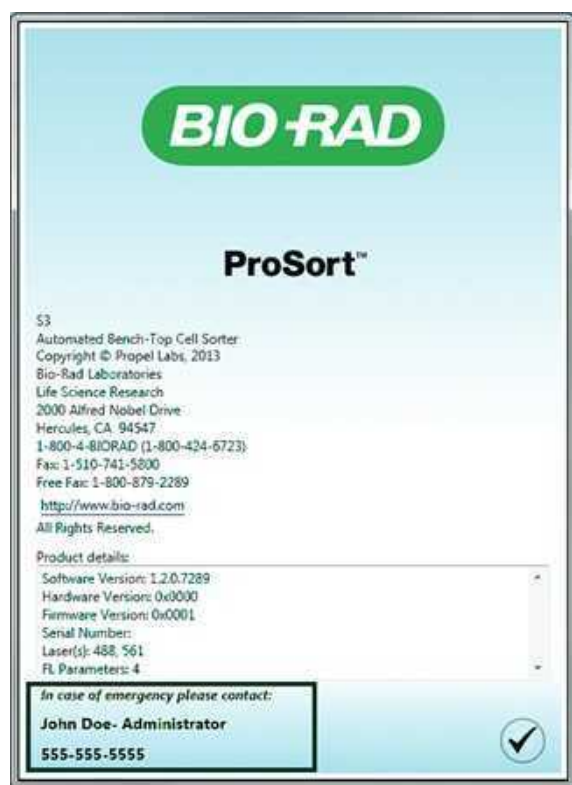 BIO-RAD
ProSort™
S3
Automated Bench-Top Cell Sorter
Copyright © Propel Labs, 2013
Bio-Rad Laboratories
Life Science Research
2000 Alfred Nobel Drive
Hercules, CA 94547
1-800-4-BIORAD (1-800-424-6723)
Fax: 1-510-741-5800
Free Fax: 1-800-879-2289
http://www.bio-rad.com
All Rights Reserved.
Product details:
Software Version: 1.2.0.7289
Hardware Version: 0x0000
Firmware Version: 0x0001
Serial Number:
Laser(s): 488, 561
FL Parameters: 4
In case of emergency please contact:
John Doe- Administrator
555-555-5555